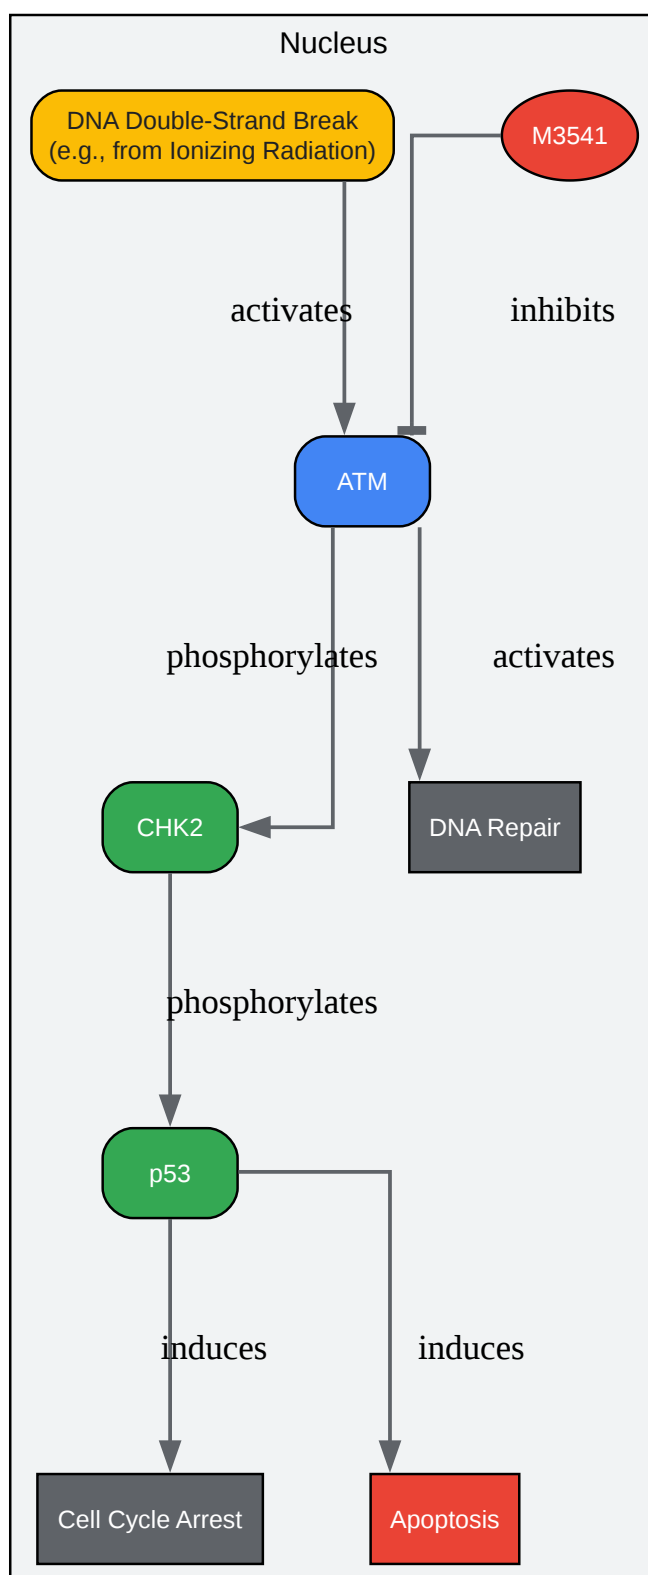 Nucleus
DNA Double-Strand Break
(e.g., from Ionizing Radiation)
M3541
activates
inhibits
ATM
phosphorylates
activates
CHK2
DNA Repair
phosphorylates
p53
induces
induces
Cell Cycle Arrest
Apoptosis